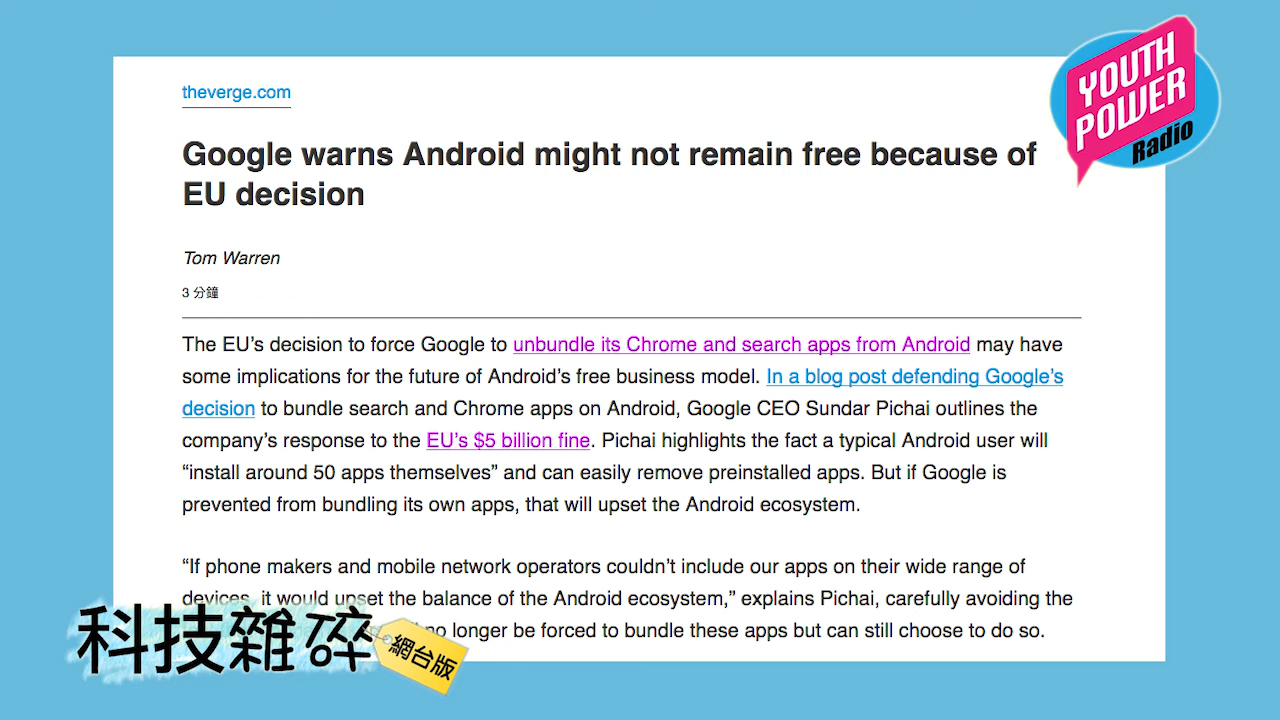 theverge.com
Google warns Android might not remain free because of
EU decision
Tom Warren
3 分鐘
The EU’s decision to force Google to unbundle its Chrome and search apps from Android may have
some implications for the future of Android’s free business model. In a blog post defending Google’s
decision to bundle search and Chrome apps on Android, Google CEO Sundar Pichai outlines the
company’s response to the EU’s $5 billion fine. Pichai highlights the fact a typical Android user will
“install around 50 apps themselves” and can easily remove preinstalled apps. But if Google is
prevented from bundling its own apps, that will upset the Android ecosystem.
“If phone makers and mobile network operators couldn’t include our apps on their wide range of
devices, it would upset the balance of the Android ecosystem,” explains Pichai, carefully avoiding the
no longer be forced to bundle these apps but can still choose to do so.
YOUTH
POWER
Radio
科技雜碎
網台版